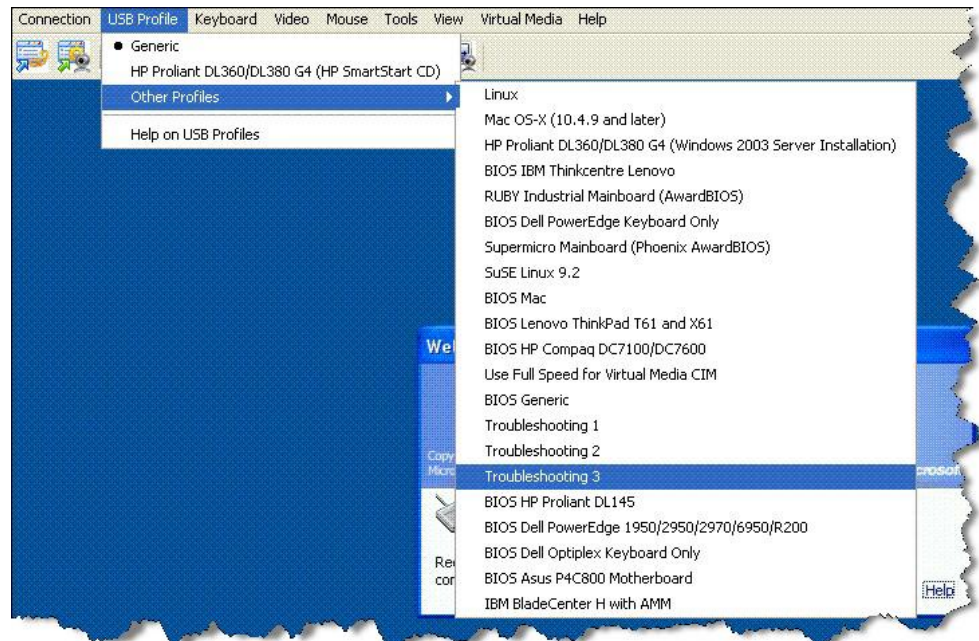 Connection USB Profile Keyboard Video Mouse Tools View Virtual Media Help
Generic
HP Proliant DL360/DL380 G4 (HP SmartStart CD)
Other Profiles
Help on USB Profiles
Linux
Mac OS-X (10.4.9 and later)
HP Proliant DL360/DL380 G4 (Windows 2003 Server Installation)
BIOS IBM Thinkcentre Lenovo
RUBY Industrial Mainboard (AwardBIOS)
BIOS Dell PowerEdge Keyboard Only
Supermicro Mainboard (Phoenix AwardBIOS)
SuSE Linux 9.2
BIOS Mac
BIOS Lenovo ThinkPad T61 and X61
BIOS HP Compaq DC7100/DC7600
Use Full Speed for Virtual Media CIM
BIOS Generic
Troubleshooting 1
Troubleshooting 2
Troubleshooting 3
BIOS HP Proliant DL145
BIOS Dell PowerEdge 1950/2950/2970/6950/R200
BIOS Dell Optiplex Keyboard Only
BIOS Asus P4C800 Motherboard
IBM BladeCenter H with AMM
Wel
Copy
Micro
crosof
Re
cor
Help